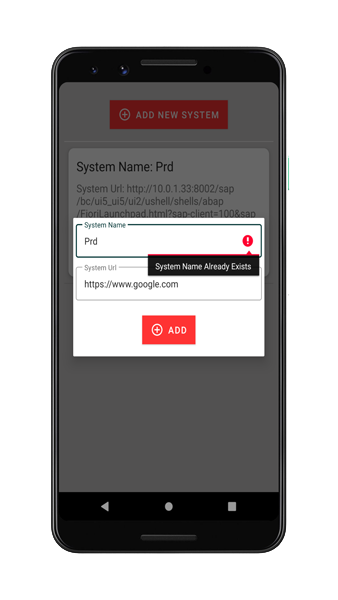 ADD NEW SYSTEM
System Name: Prd
System Url: http://10.0.1.33:8002/sap
/bc/ui5_ui5/ui2/ushell/shells/abap
/FioriLaunchpad.html?sap-client=100&sap
System Name
Prd
System Name Already Exists
System Url
https://www.google.com
ADD